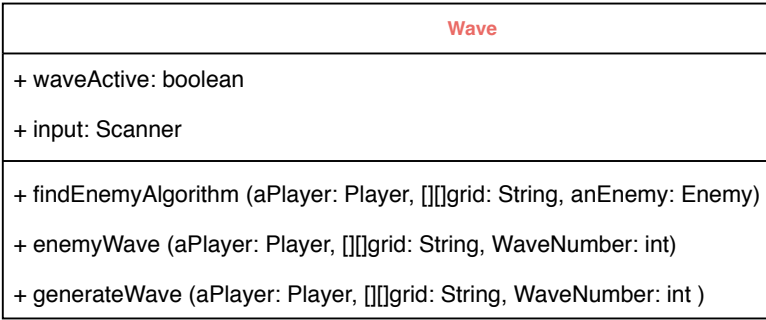 Wave
+ waveActive: boolean
+ input: Scanner
+ findEnemyAlgorithm (aPlayer: Player, [][]grid: String, anEnemy: Enemy)
+ enemyWave (aPlayer: Player, [][]grid: String, WaveNumber: int)
+ generateWave (aPlayer: Player, [][]grid: String, WaveNumber: int )